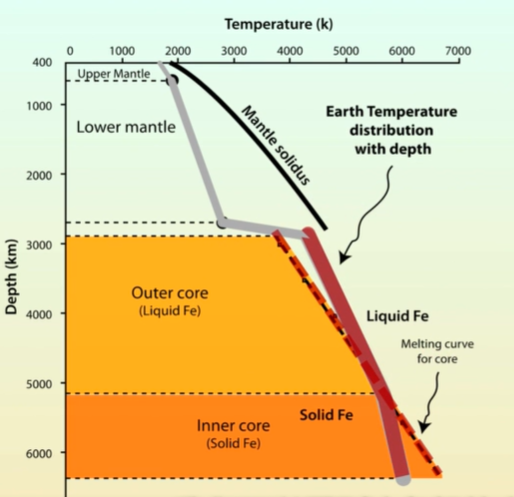 Temperature (k)
0 1000 2000 3000 4000 5000 6000 7000
400
Upper Mantle
1000
Lower mantle
Mantle solidus
Earth Temperature
distribution
with depth
2000
3000
Depth (km)
Outer core
(Liquid Fe)
4000
Liquid Fe
Melting curve
for core
5000
Solid Fe
Inner core
(Solid Fe)
6000